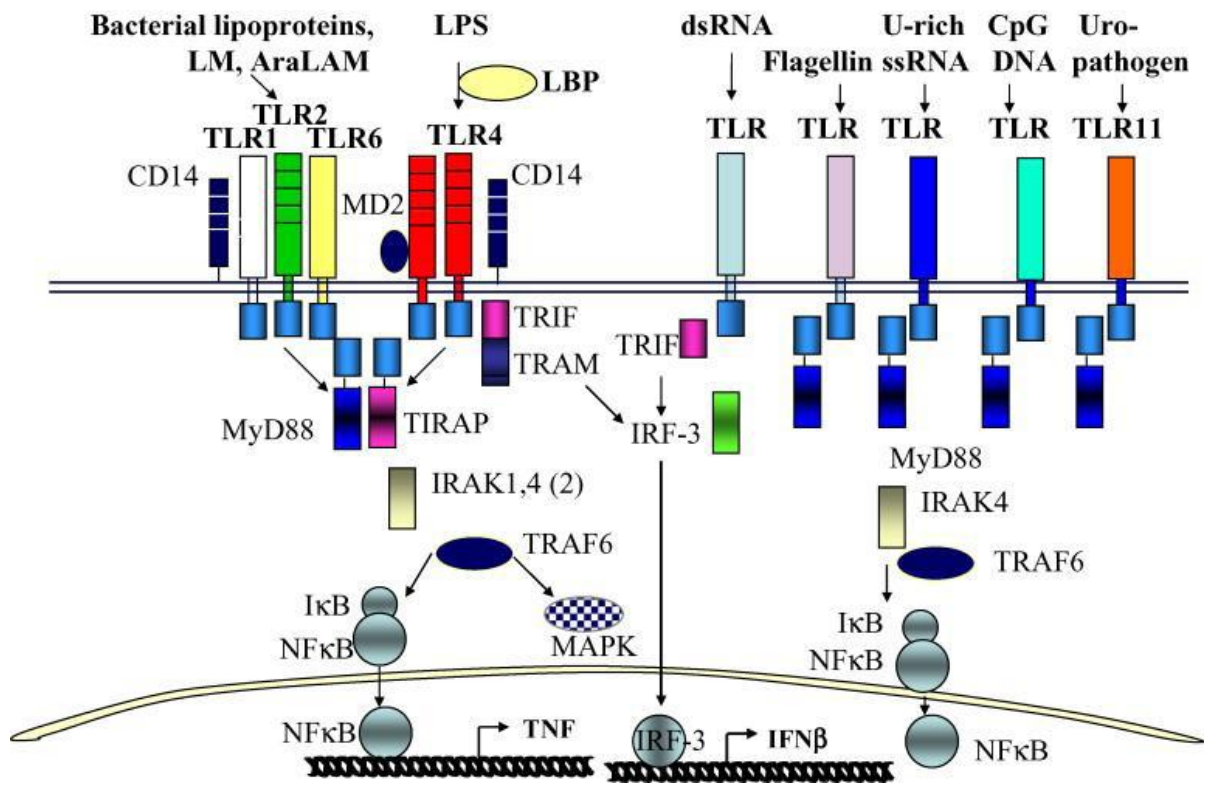 Bacterial lipoproteins,
LM, AraLAM
LPS
LBP
dsRNA
Flagellin
U-rich
ssRNA
CpG
DNA
Uro-
pathogen
TLR1
TLR2
TLR6
TLR4
TLR
TLR
TLR
TLR
TLR11
CD14
MD2
CD14
TRIF
TRAM
TRIF
MyD88
TIRAP
IRF-3
MyD88
IRAK1,4 (2)
IRAK4
TRAF6
TRAF6
IκB
NFκB
MAPK
IκB
NFκB
NFκB
TNF
IRF-3
IFNβ
NFκB